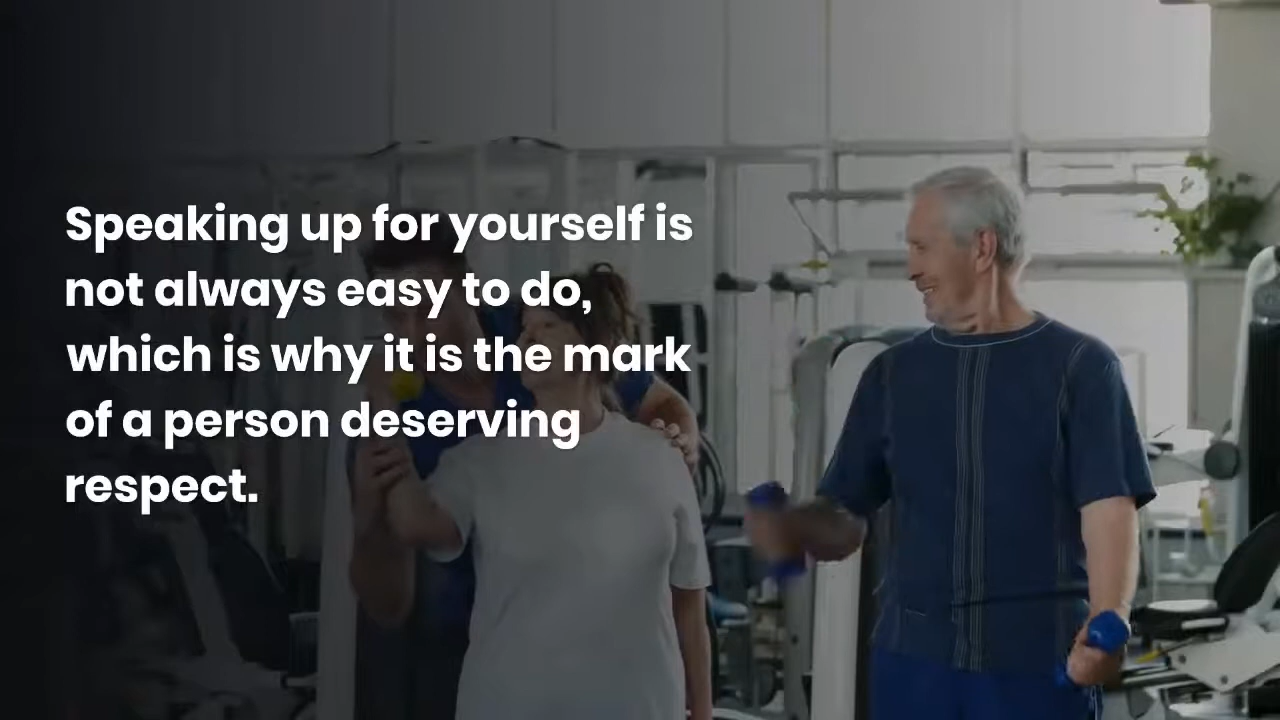 Speaking up for yourself is
not always easy to do,
which is why it is the mark
of a person deserving
respect.